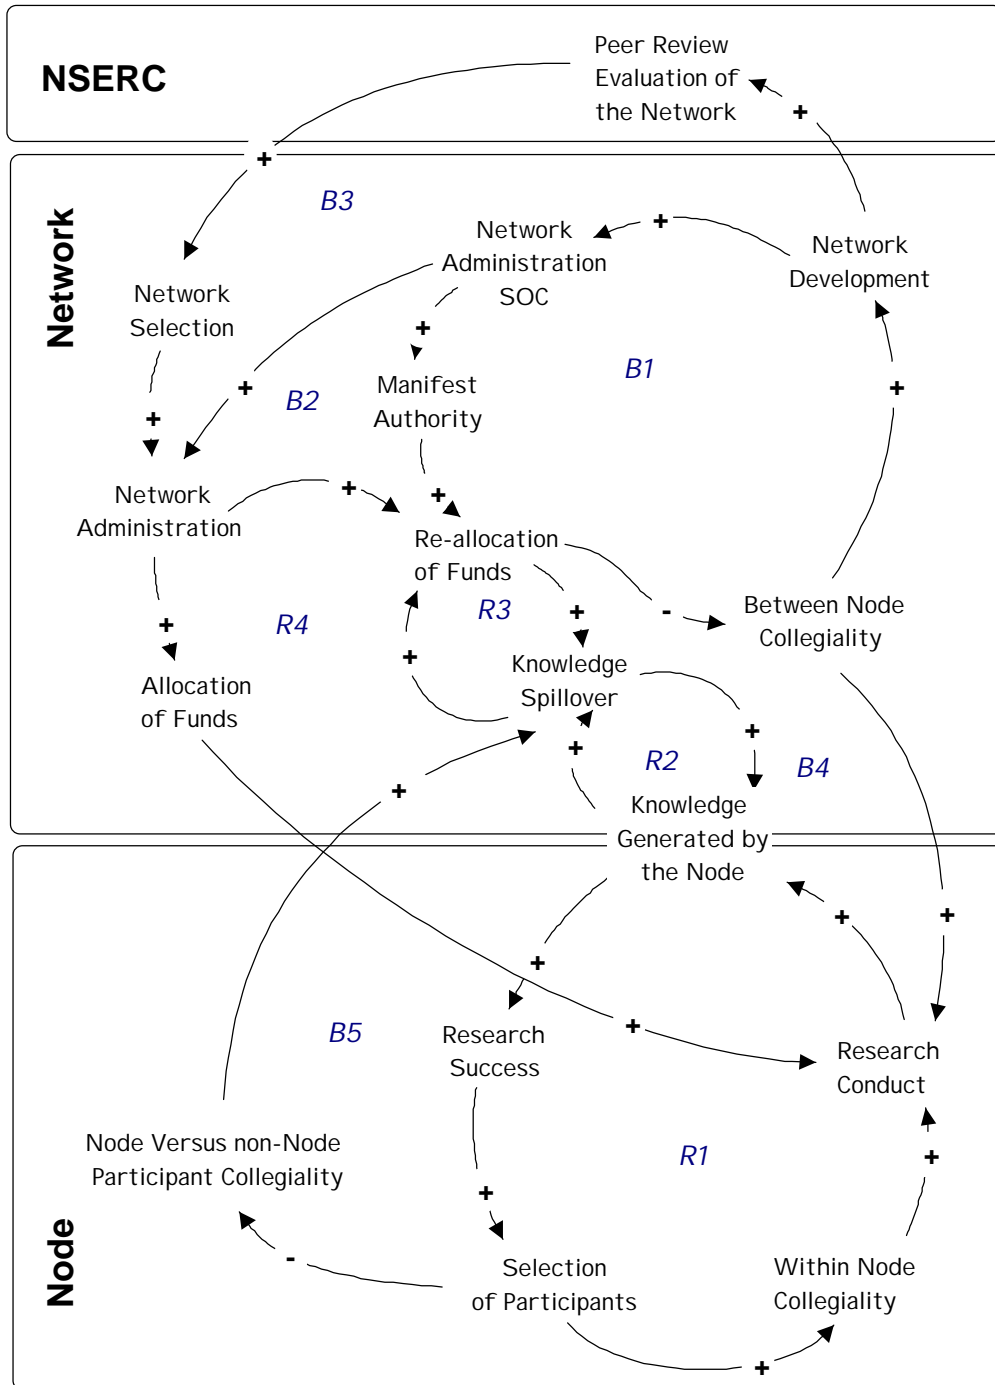 NSERC
Peer Review
Evaluation of
the Network
+
+
Network
B3
Network
Administration
SOC
+
Network
Development
Network
Selection
+
Manifest
Authority
B1
+
B2
+
+
Network
Administration
+
+
Re-allocation
of Funds
R3
+
-
Between Node
Collegiality
R4
+
Allocation
of Funds
+
Knowledge
Spillover
+
+
R2
B4
+
Knowledge
Generated by
the Node
+
+
+
B5
Research
Success
+
Research
Conduct
Node Versus non-Node
Participant Collegiality
R1
+
+
Node
-
Selection
of Participants
Within Node
Collegiality
+